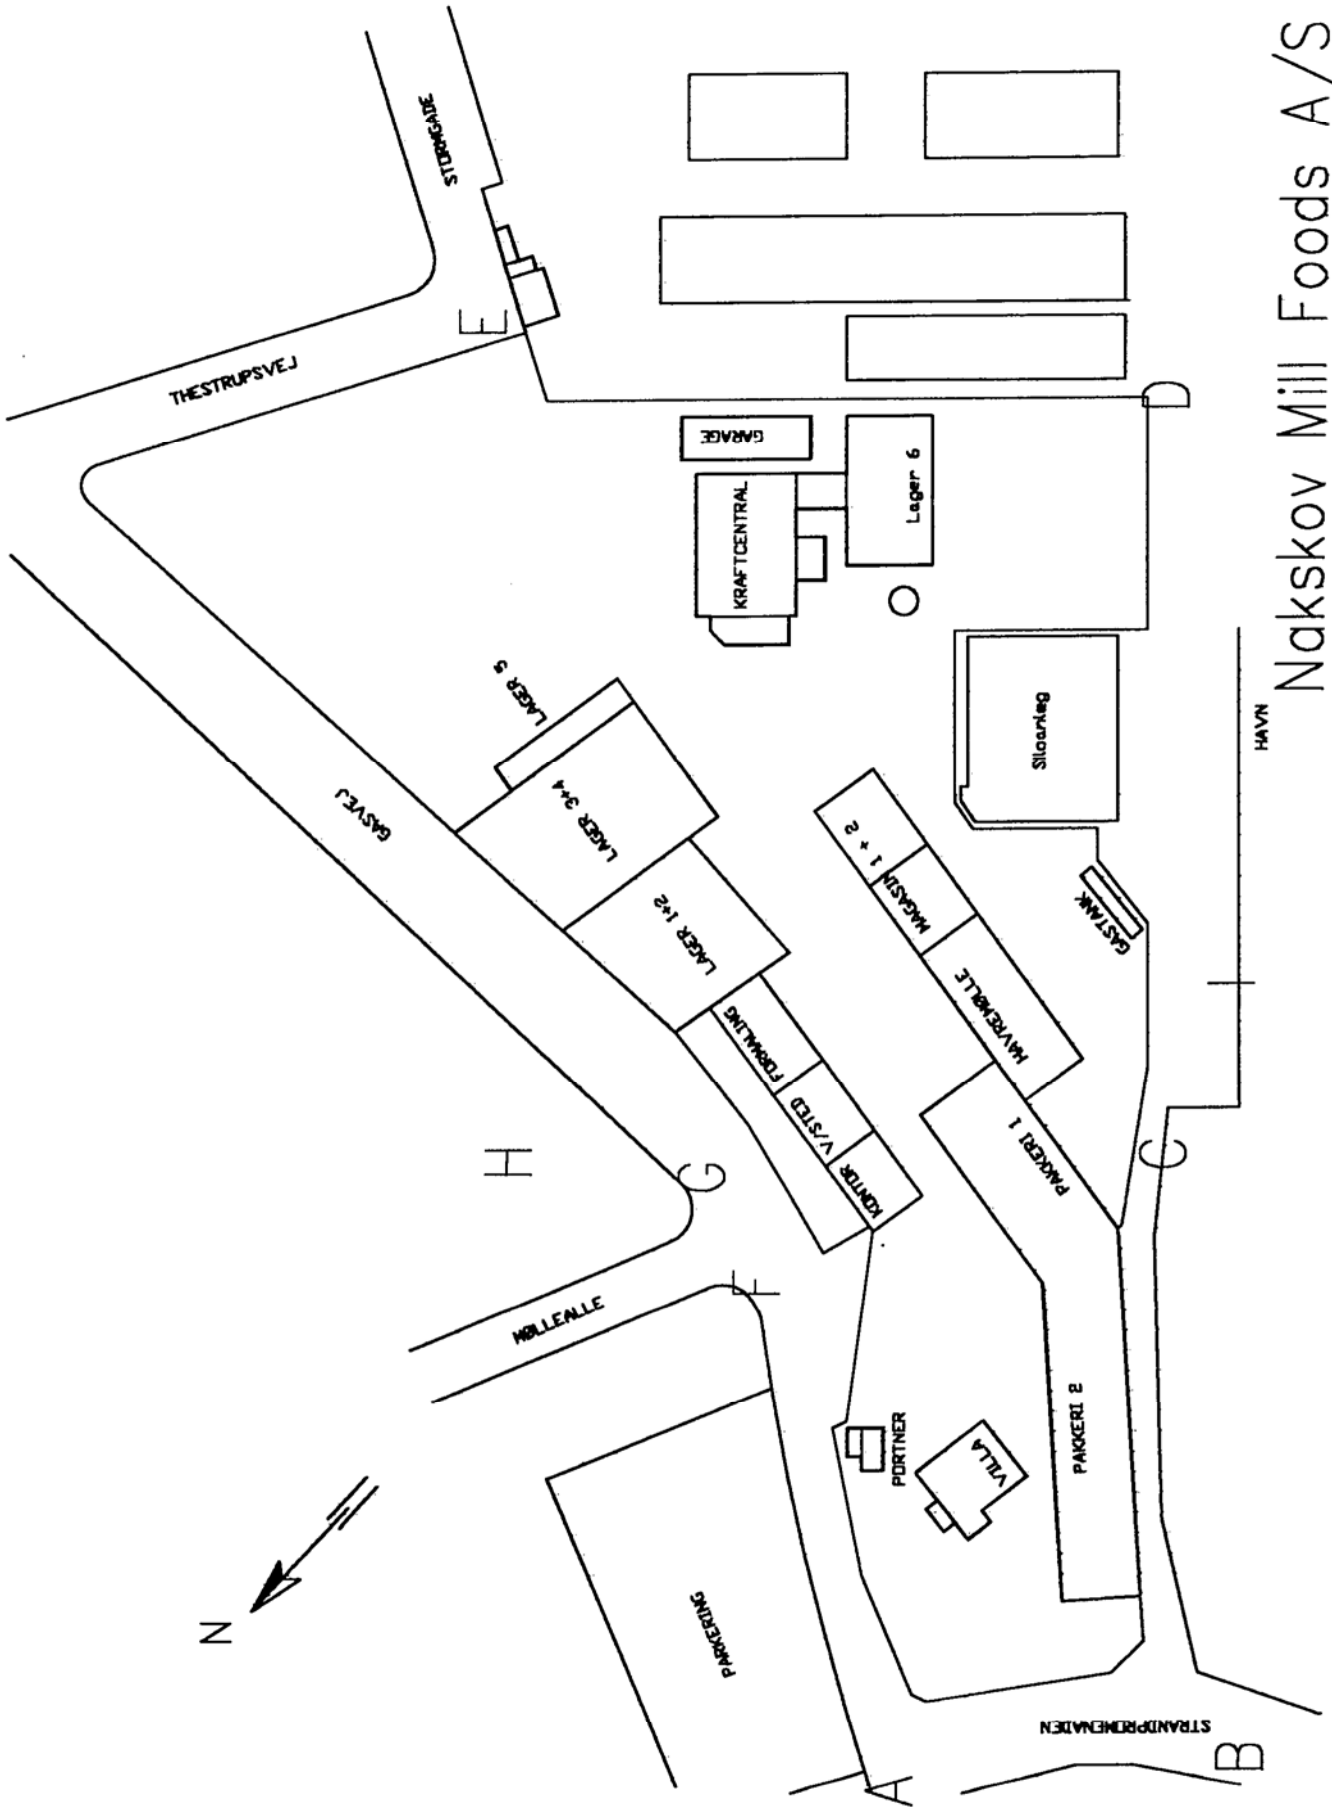 STORMGADE
E
THESTRUPSVEJ
GARAGE
KRAFTCENTRAL
Lager 6
D
Nakskov Mill Foods A/S
LAGER 5
LAGER 3+4
GASVEJ
LAGER 1+2
MAGASIN 1 + 2
Siloanlæg
HAVN
GASTANK
HAVREMØLLE
FORMALING
V/STED
KONTOR
PAKKERI 1
I
C
H
G
F
MØLLEALLE
PORTNER
VILLA
PAKKERI 2
N
PARKERING
STRANDPROMENADEN
A
B